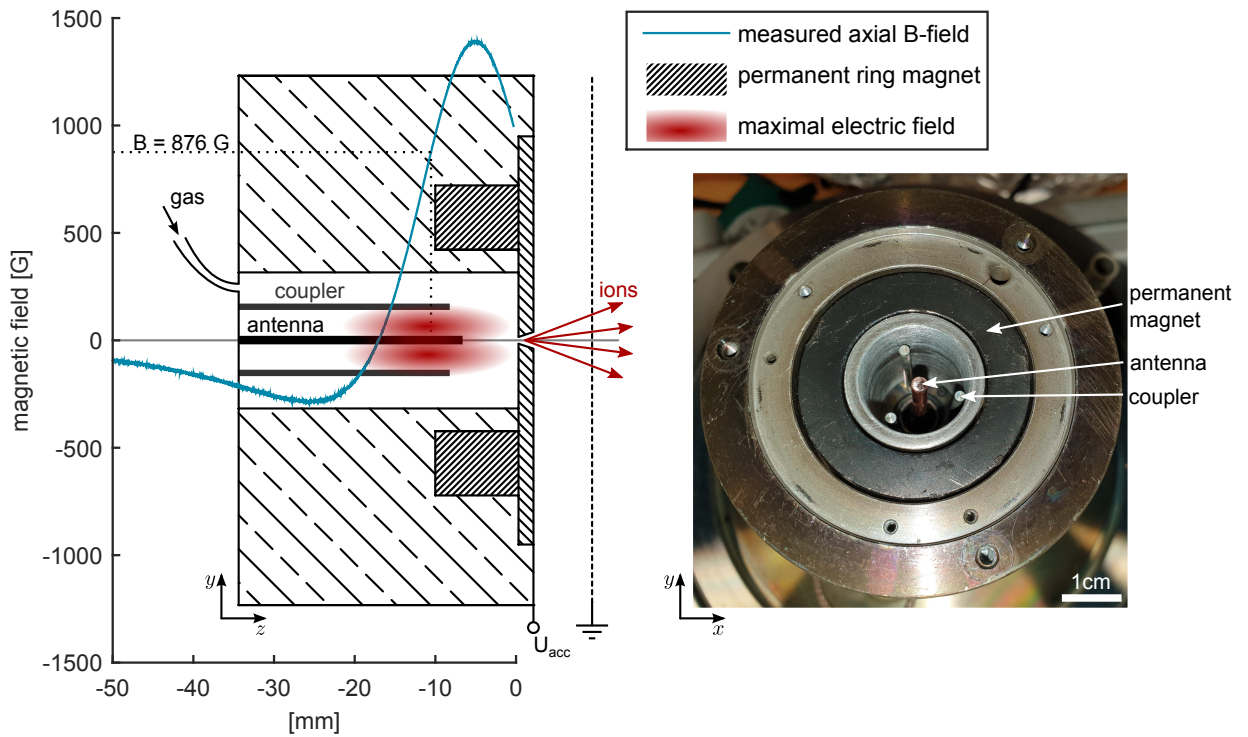 1500
1000
500
0
-500
-1000
-1500
magnetic field [G]
-50
-40
-30
-20
-10
0
[mm]
B = 876 G
gas
coupler
antenna
ions
y
z
U_acc
measured axial B-field
permanent ring magnet
maximal electric field
permanent
magnet
antenna
coupler
1cm
y
x